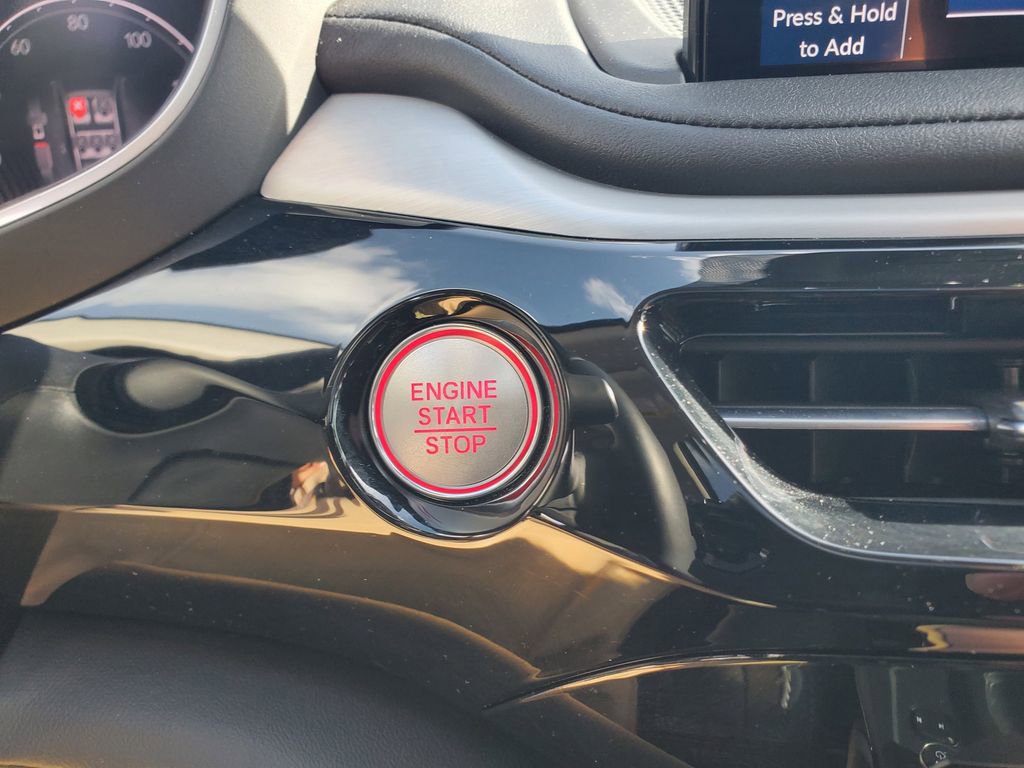 60
80
100
Press & Hold
to Add
ENGINE
START
STOP